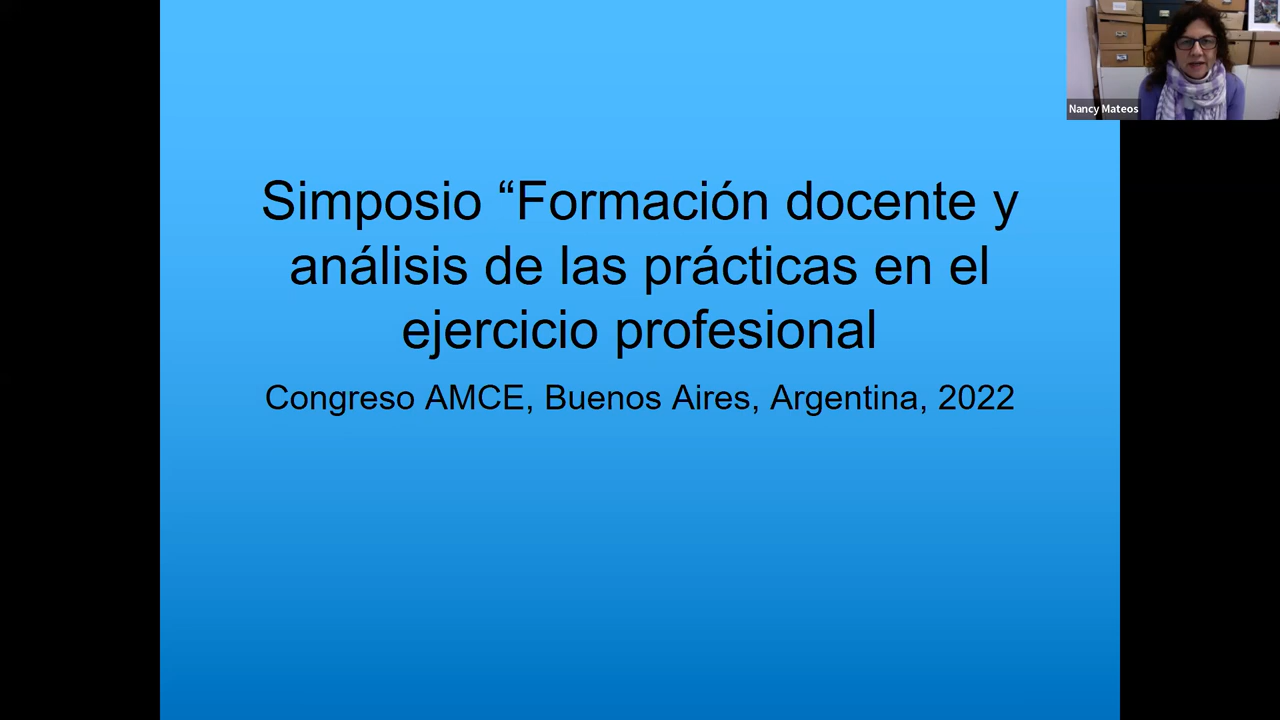 Nancy Mateos
Simposio “Formación docente y
análisis de las prácticas en el
ejercicio profesional
Congreso AMCE, Buenos Aires, Argentina, 2022